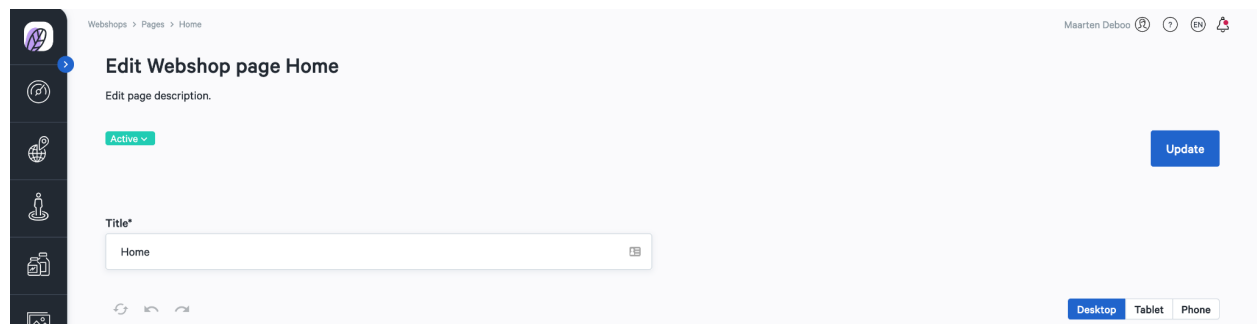 Webshops > Pages > Home
Maarten Deboo ? EN
Edit Webshop page Home
Edit page description.
Active
Update
Title*
Home
Desktop Tablet Phone